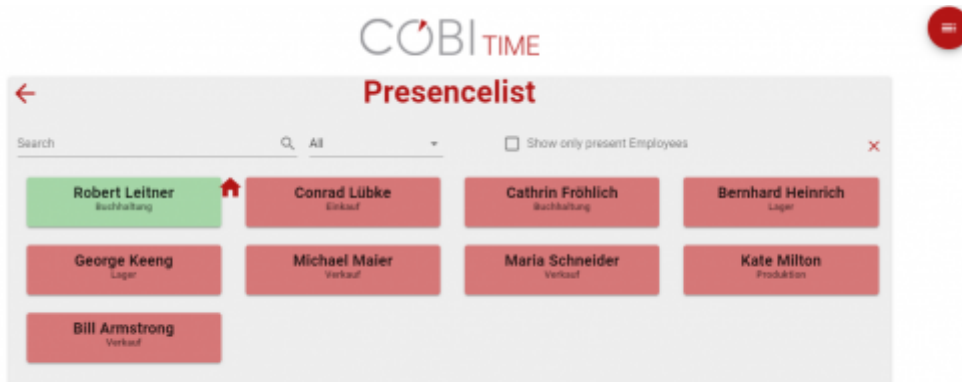 COBI TIME
Presencelist
Search
All
Show only present Employees
Robert Leitner
Buchhaltung
Conrad Lübke
Einkauf
Cathrin Fröhlich
Buchhaltung
Bernhard Heinrich
Lager
George Keeng
Lager
Michael Maier
Verkauf
Maria Schneider
Verkauf
Kate Milton
Produktion
Bill Armstrong
Verkauf